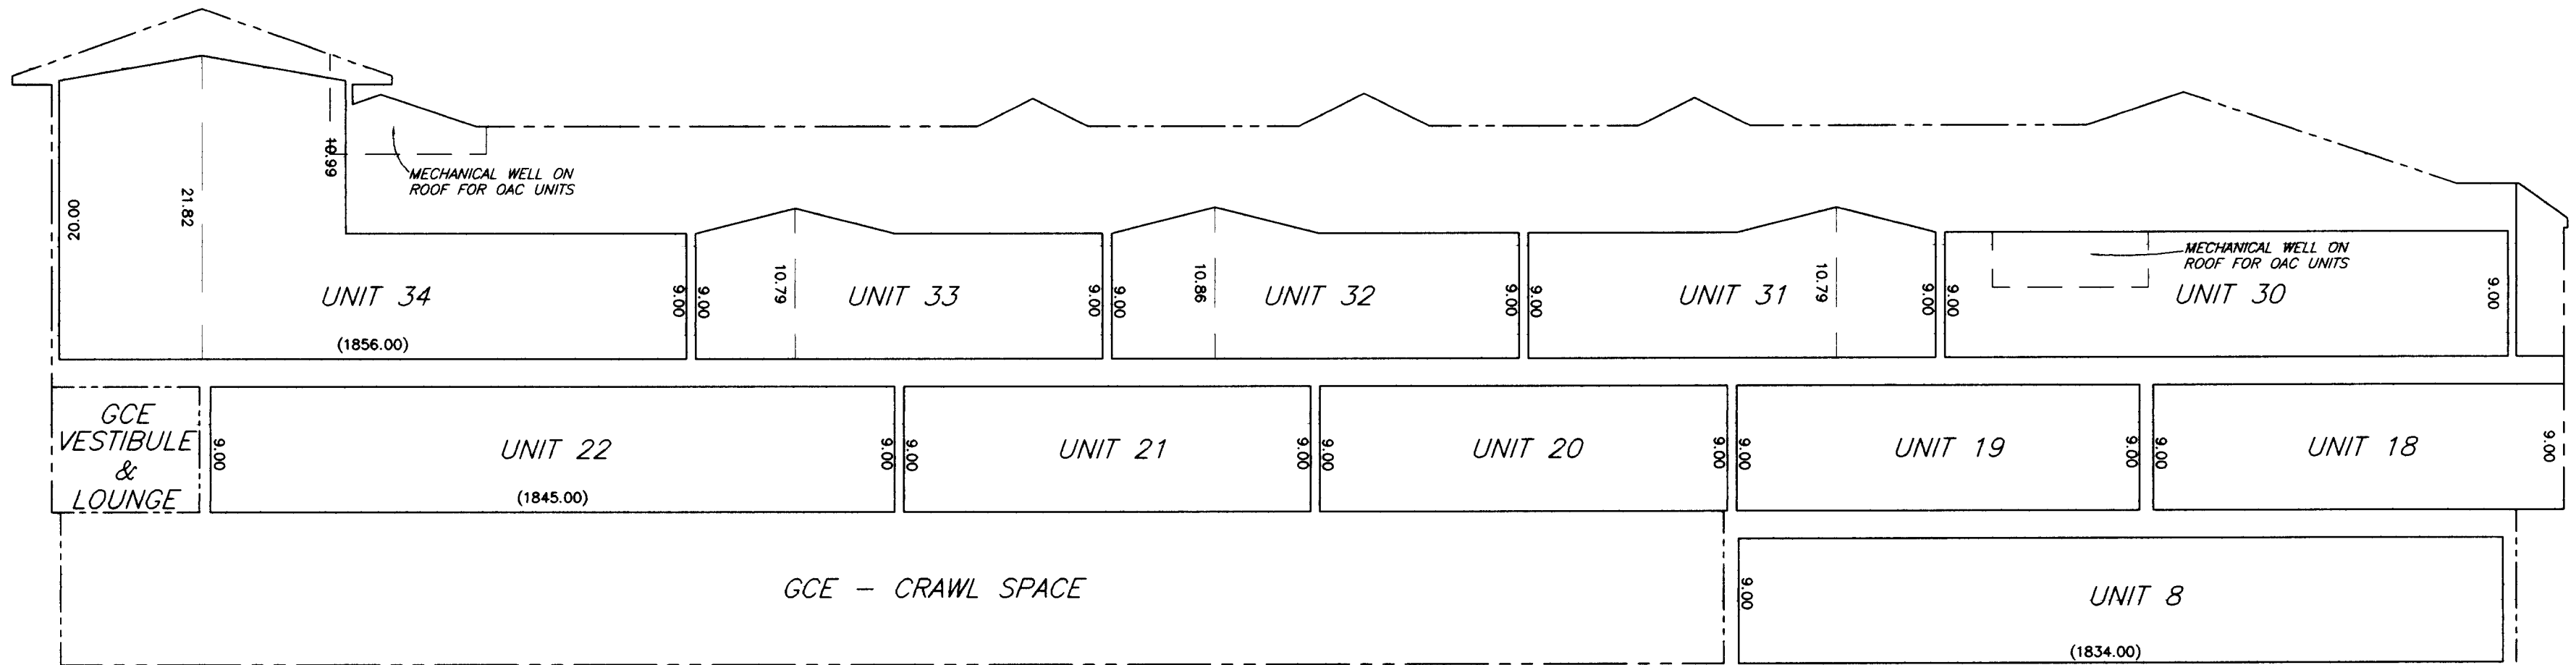 MECHANICAL WELL ON
ROOF FOR OAC UNITS
20.00
21.82
10.99
UNIT 34
(1856.00)
9.00
9.00
10.79
UNIT 33
9.00
9.00
10.86
UNIT 32
9.00
9.00
UNIT 31
10.79
9.00
9.00
MECHANICAL WELL ON
ROOF FOR OAC UNITS
UNIT 30
9.00
GCE
VESTIBULE
&
LOUNGE
9.00
UNIT 22
(1845.00)
9.00
9.00
UNIT 21
9.00
9.00
UNIT 20
9.00
9.00
UNIT 19
9.00
9.00
UNIT 18
9.00
GCE - CRAWL SPACE
9.00
UNIT 8
(1834.00)